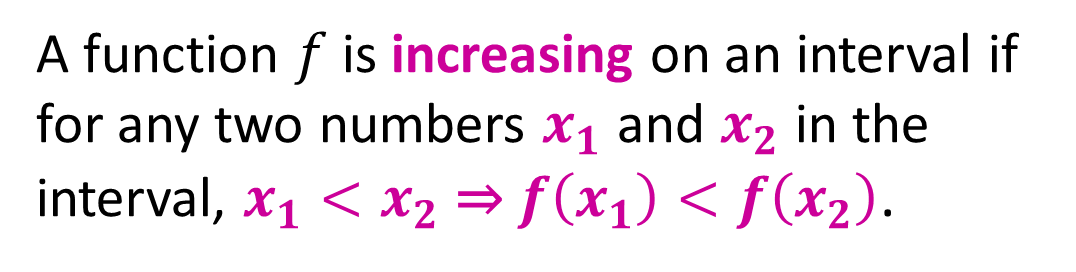 A function f is increasing on an interval if
for any two numbers x₁ and x₂ in the
interval, x₁ < x₂ ⇒ f(x₁) < f(x₂).